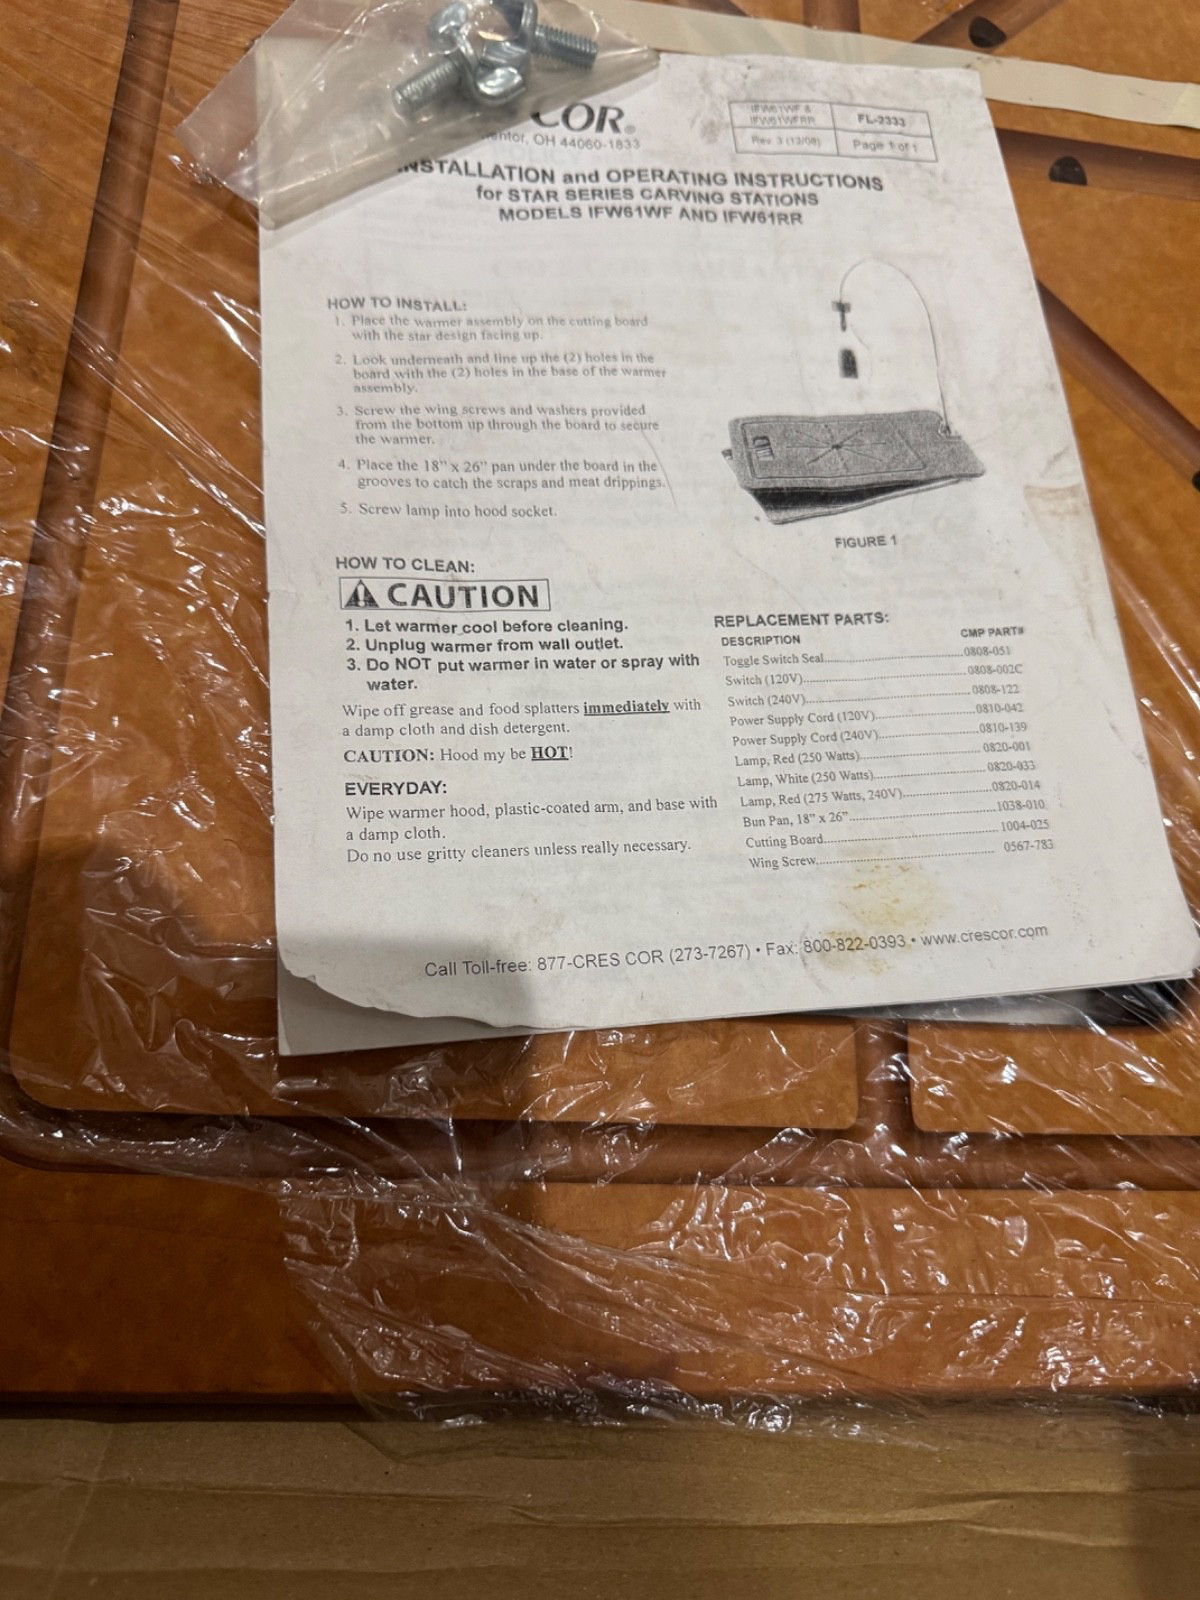 COR®
OH 44060-1833
IFW61WF &
IFW61WFRR
FL-2333
Rev 3 (12/08)
Page 1 of 1
INSTALLATION and OPERATING INSTRUCTIONS
for STAR SERIES CARVING STATIONS
MODELS IFW61WF AND IFW61RR
HOW TO INSTALL:
1. Place the warmer assembly on the cutting board
with the star design facing up.
2. Look underneath and line up the (2) holes in the
board with the (2) holes in the base of the warmer
assembly.
3. Screw the wing screws and washers provided
from the bottom up through the board to secure
the warmer.
4. Place the 18" x 26" pan under the board in the
grooves to catch the scraps and meat drippings.
5. Screw lamp into hood socket.
FIGURE 1
HOW TO CLEAN:
CAUTION
1. Let warmer cool before cleaning.
2. Unplug warmer from wall outlet.
3. Do NOT put warmer in water or spray with
water.
Wipe off grease and food splatters immediately with
a damp cloth and dish detergent.
CAUTION: Hood my be HOT!
EVERYDAY:
Wipe warmer hood, plastic-coated arm, and base with
a damp cloth.
Do no use gritty cleaners unless really necessary.
REPLACEMENT PARTS:
DESCRIPTION CMP PART#
Toggle Switch Seal 0808-051
Switch (120V) 0808-002C
Switch (240V) 0808-122
Power Supply Cord (120V) 0810-042
Power Supply Cord (240V) 0810-139
Lamp, Red (250 Watts) 0820-001
Lamp, White (250 Watts) 0820-033
Lamp, Red (275 Watts, 240V) 0820-014
Bun Pan, 18" x 26" 1038-010
Cutting Board 1004-025
Wing Screw 0567-783
Call Toll-free: 877-CRES COR (273-7267) • Fax: 800-822-0393 • www.crescor.com